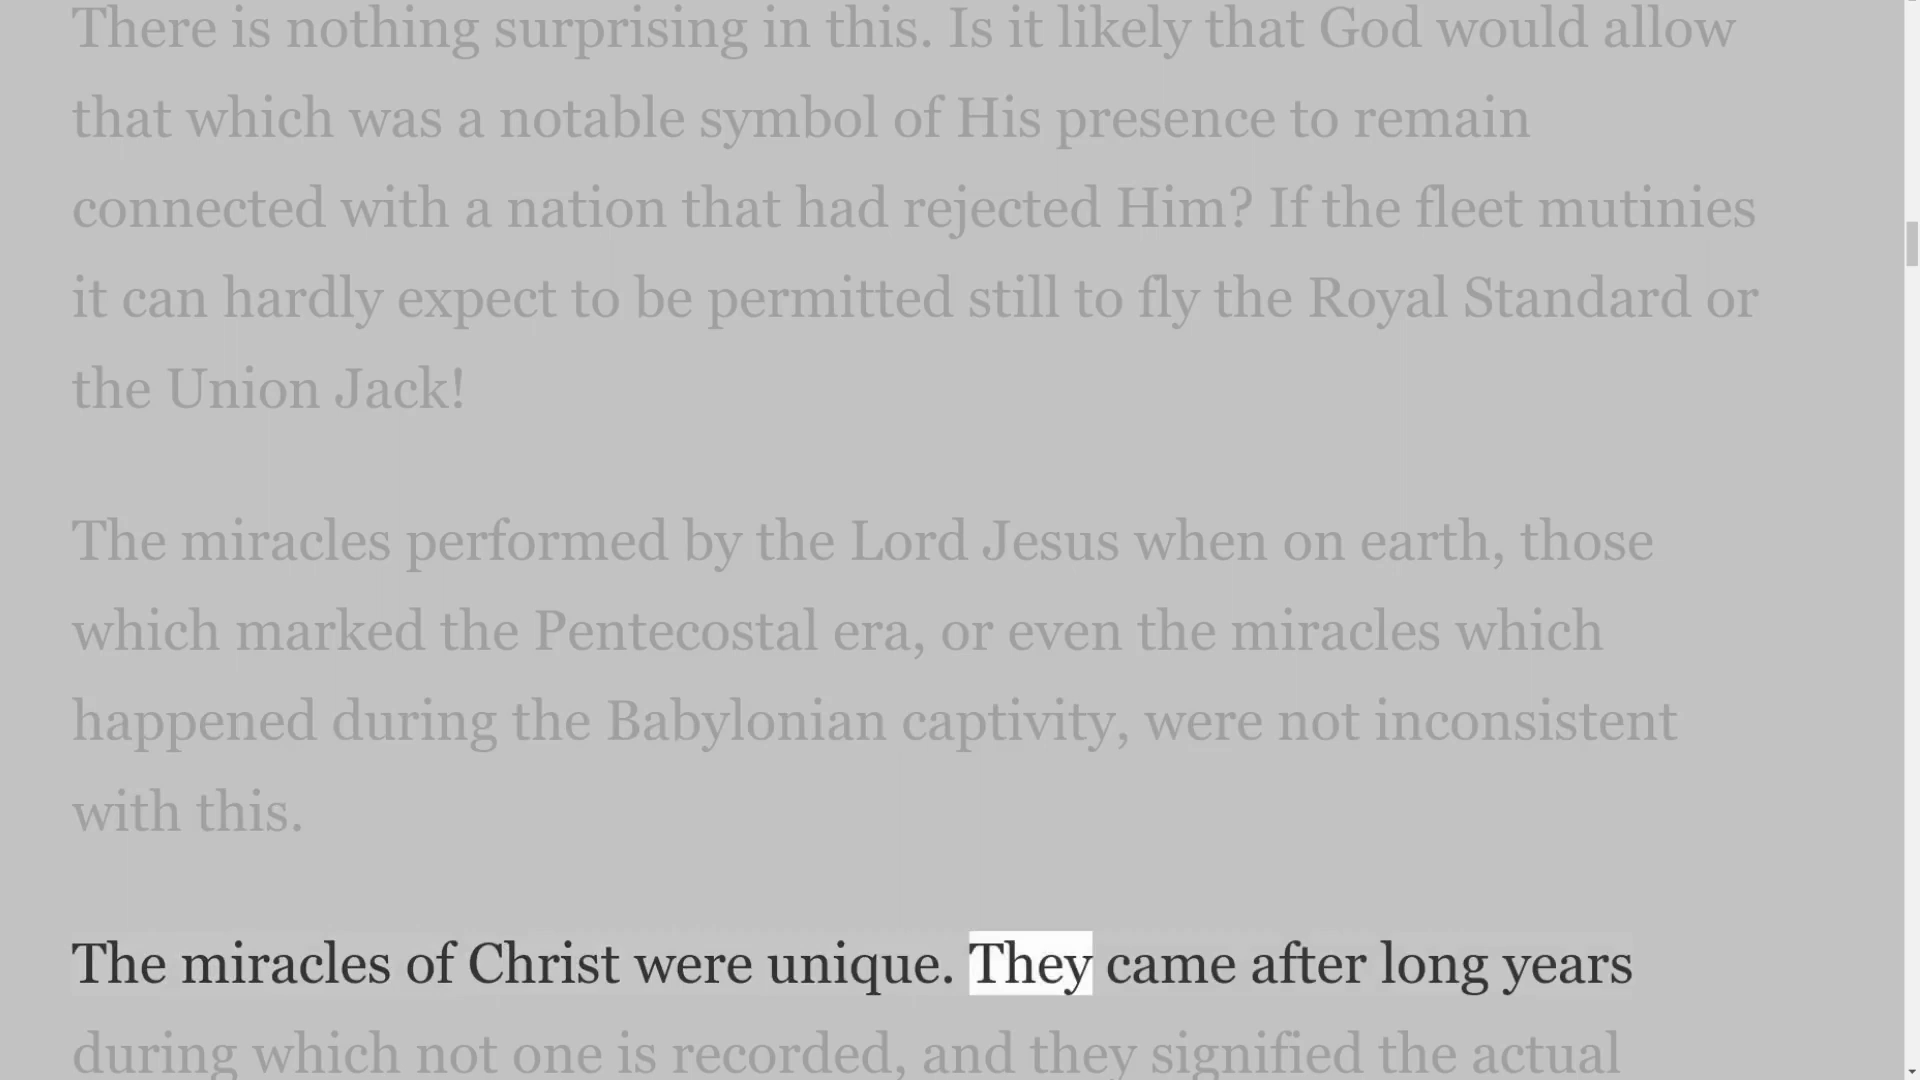 There is nothing surprising in this. Is it likely that God would allow
that which was a notable symbol of His presence to remain
connected with a nation that had rejected Him? If the fleet mutinies
it can hardly expect to be permitted still to fly the Royal Standard or
the Union Jack!
The miracles performed by the Lord Jesus when on earth, those
which marked the Pentecostal era, or even the miracles which
happened during the Babylonian captivity, were not inconsistent
with this.
The miracles of Christ were unique. They came after long years
during which not one is recorded, and they signified the actual